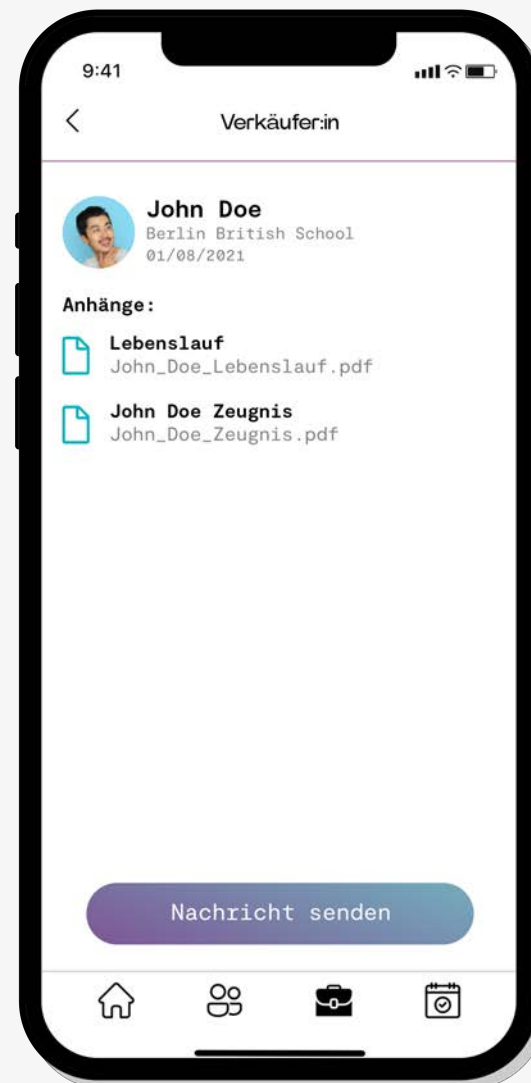 9:41
Verkäufer:in
John Doe
Berlin British School
01/08/2021
Anhänge:
Lebenslauf
John_Doe_Lebenslauf.pdf
John Doe Zeugnis
John_Doe_Zeugnis.pdf
Nachricht senden